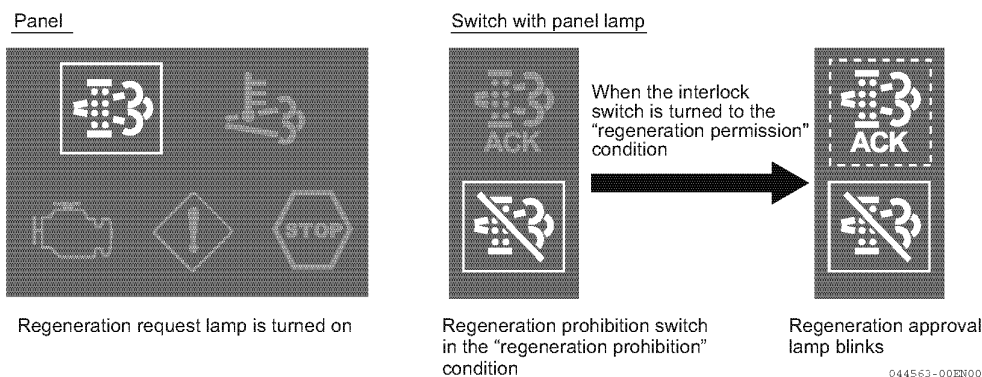 Panel
Switch with panel lamp
STOP
ACK
When the interlock
switch is turned to the
“regeneration permission”
condition
ACK
Regeneration request lamp is turned on
Regeneration prohibition switch
in the “regeneration prohibition”
condition
Regeneration approval
lamp blinks
044563-00EN00